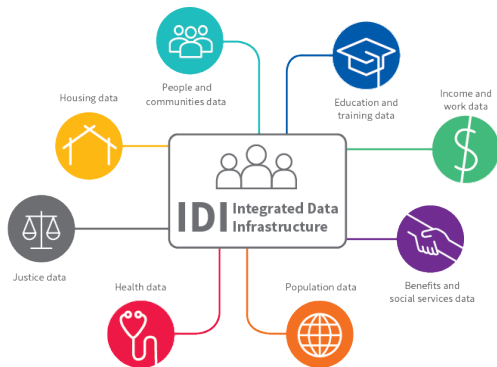 People and
communities data
Education and
training data
Housing data
Income and
work data
IDI Integrated Data
Infrastructure
Justice data
Benefits and
social services data
Health data
Population data